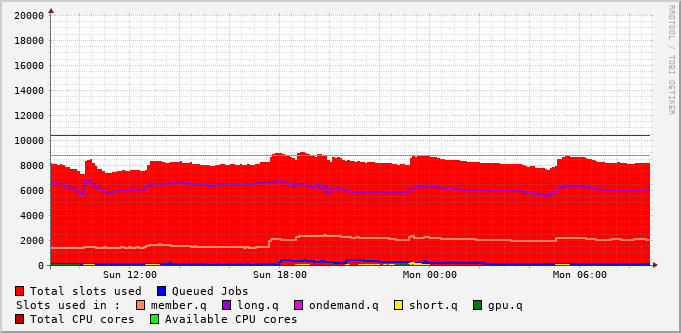 20000
18000
16000
14000
12000
10000
8000
6000
4000
2000
0
Sun 12:00 Sun 18:00 Mon 00:00 Mon 06:00
RRDTOOL / TOBI OETIKER
Total slots used Queued Jobs
Slots used in : member.q long.q ondemand.q short.q gpu.q
Total CPU cores Available CPU cores